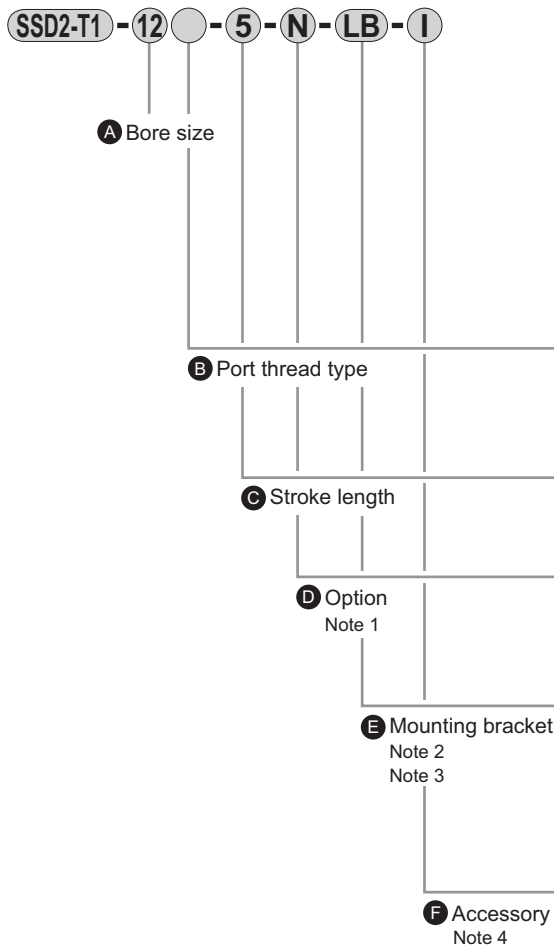 SSD2-T1-12 -5-N-LB-I
A Bore size
B Port thread type
C Stroke length
D Option
Note 1
E Mounting bracket
Note 2
Note 3
F Accessory
Note 4